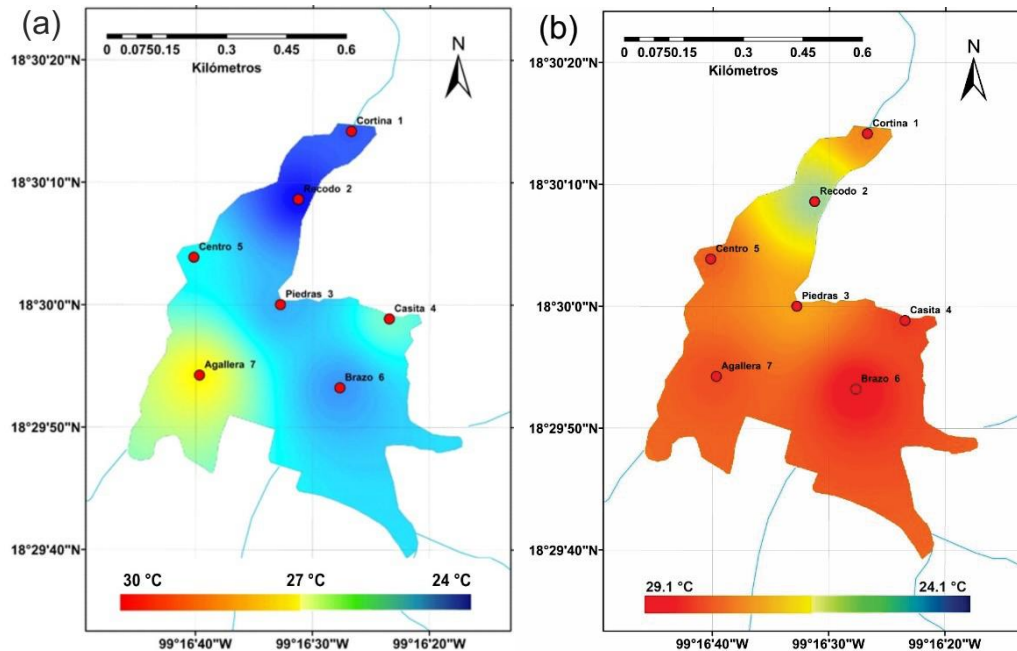 (a)
0 0.0750.15 0.3 0.45 0.6
Kilómetros
N
18°30'20"N
18°30'10"N
18°30'0"N
18°29'50"N
18°29'40"N
Cortina 1
Recodo 2
Centro 5
Piedras 3
Casita 4
Agallera 7
Brazo 6
30 °C 27 °C 24 °C
99°16'40"W 99°16'30"W 99°16'20"W
(b)
0 0.0750.15 0.3 0.45 0.6
Kilómetros
N
18°30'20"N
18°30'10"N
18°30'0"N
18°29'50"N
18°29'40"N
Cortina 1
Recodo 2
Centro 5
Piedras 3
Casita 4
Agallera 7
Brazo 6
29.1 °C 24.1 °C
99°16'40"W 99°16'30"W 99°16'20"W